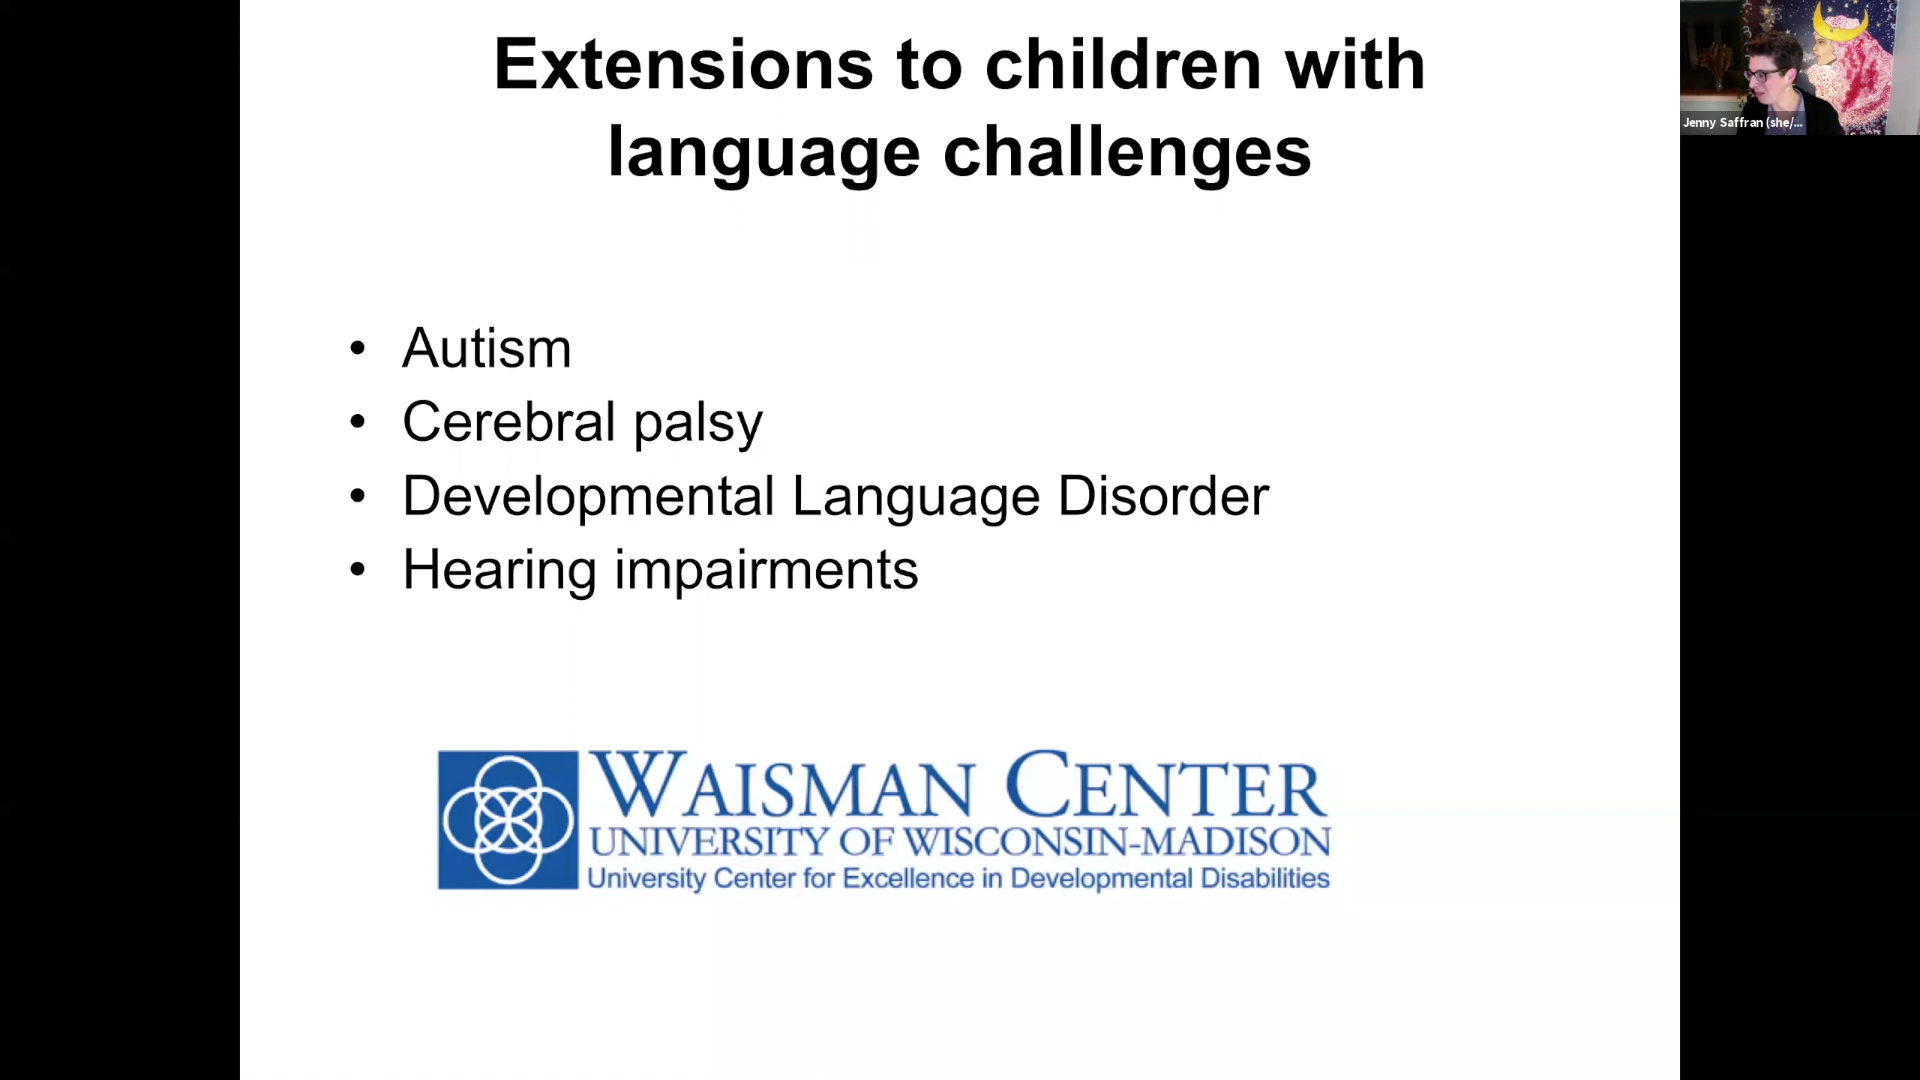 Extensions to children with
language challenges
Jenny Saffran (she/...
• Autism
• Cerebral palsy
• Developmental Language Disorder
• Hearing impairments
WAISMAN CENTER
UNIVERSITY OF WISCONSIN-MADISON
University Center for Excellence in Developmental Disabilities